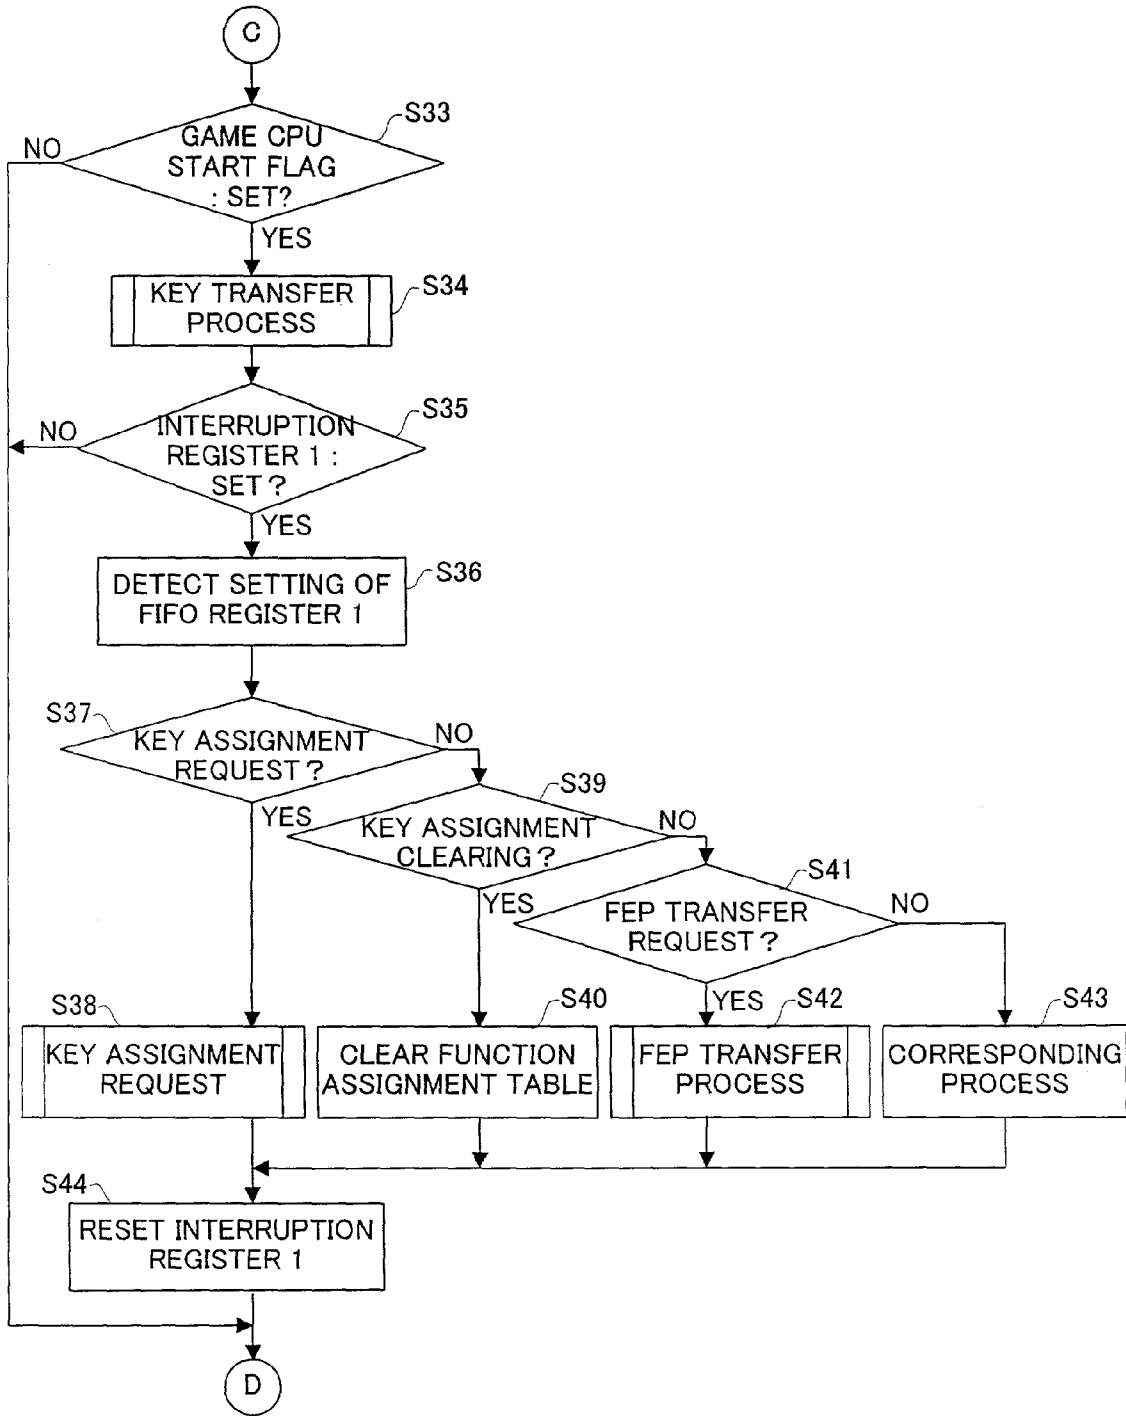 C
S33
GAME CPU
START FLAG
: SET?
NO
YES
S34
KEY TRANSFER
PROCESS
S35
INTERRUPTION
REGISTER 1 :
SET?
NO
YES
S36
DETECT SETTING OF
FIFO REGISTER 1
S37
KEY ASSIGNMENT
REQUEST?
NO
YES
S39
KEY ASSIGNMENT
CLEARING?
NO
YES
S41
FEP TRANSFER
REQUEST?
NO
YES
S38
KEY ASSIGNMENT
REQUEST
S40
CLEAR FUNCTION
ASSIGNMENT TABLE
S42
FEP TRANSFER
PROCESS
S43
CORRESPONDING
PROCESS
S44
RESET INTERRUPTION
REGISTER 1
D